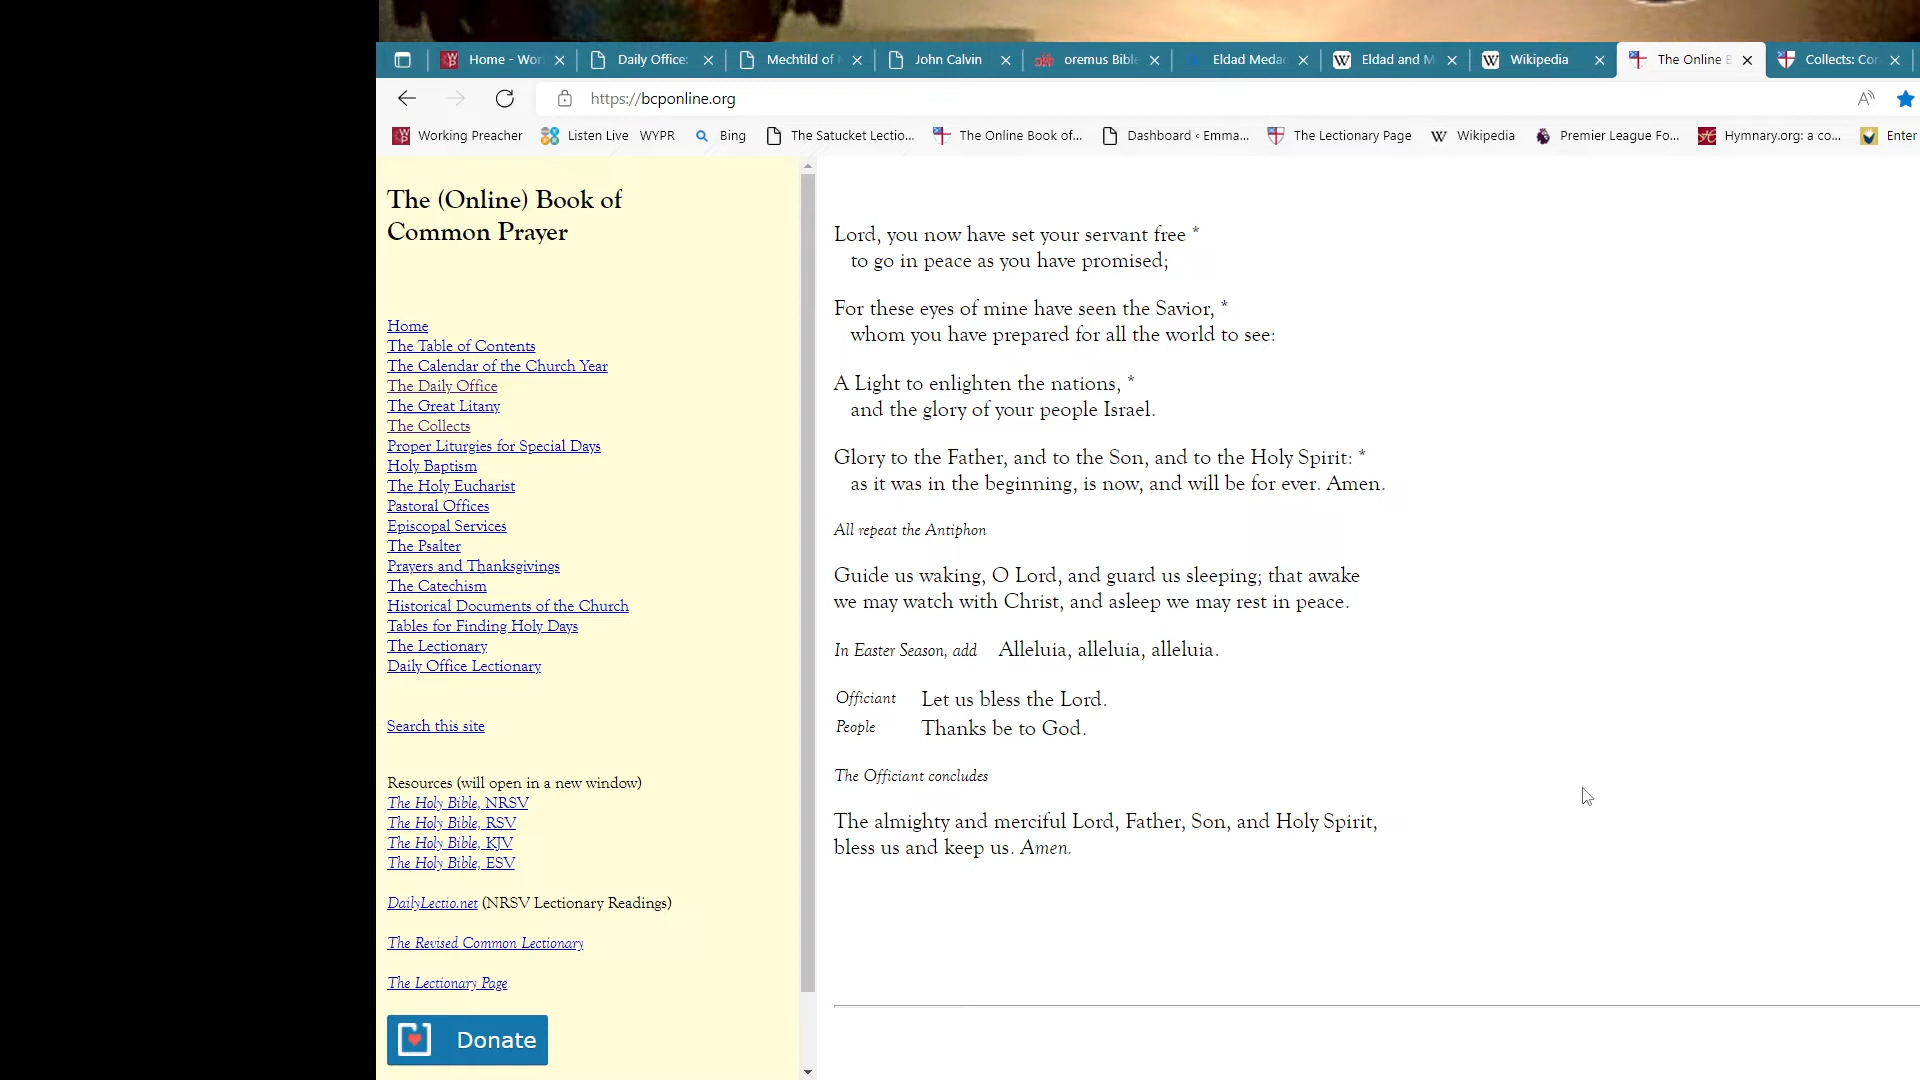 Home - Wor
Daily Office:
Mechtild of
John Calvin
oremus Bible
Eldad Medad
Eldad and M
Wikipedia
The Online B
Collects: Con
https://bcponline.org
Working Preacher
Listen Live WYPR
Bing
The Satucket Lectio...
The Online Book of...
Dashboard ‹ Emma...
The Lectionary Page
Wikipedia
Premier League Fo...
Hymnary.org: a co...
Enter
The (Online) Book of
Common Prayer
Home
The Table of Contents
The Calendar of the Church Year
The Daily Office
The Great Litany
The Collects
Proper Liturgies for Special Days
Holy Baptism
The Holy Eucharist
Pastoral Offices
Episcopal Services
The Psalter
Prayers and Thanksgivings
The Catechism
Historical Documents of the Church
Tables for Finding Holy Days
The Lectionary
Daily Office Lectionary
Search this site
Resources (will open in a new window)
The Holy Bible, NRSV
The Holy Bible, RSV
The Holy Bible, KJV
The Holy Bible, ESV
DailyLectio.net (NRSV Lectionary Readings)
The Revised Common Lectionary
The Lectionary Page
Donate
Lord, you now have set your servant free *
to go in peace as you have promised;
For these eyes of mine have seen the Savior, *
whom you have prepared for all the world to see:
A Light to enlighten the nations, *
and the glory of your people Israel.
Glory to the Father, and to the Son, and to the Holy Spirit: *
as it was in the beginning, is now, and will be for ever. Amen.
All repeat the Antiphon
Guide us waking, O Lord, and guard us sleeping; that awake
we may watch with Christ, and asleep we may rest in peace.
In Easter Season, add Alleluia, alleluia, alleluia.
Officiant Let us bless the Lord.
People Thanks be to God.
The Officiant concludes
The almighty and merciful Lord, Father, Son, and Holy Spirit,
bless us and keep us. Amen.